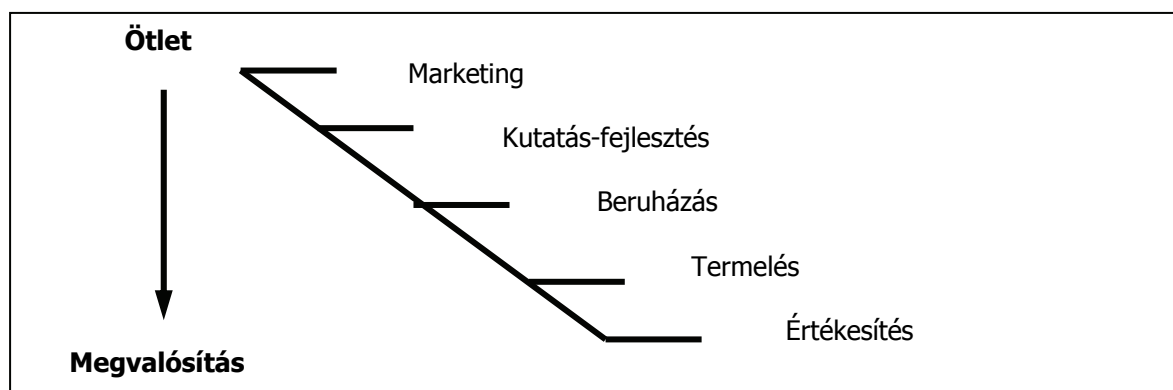 Ötlet
Marketing
Kutatás-fejlesztés
Beruházás
Termelés
Értékesítés
Megvalósítás